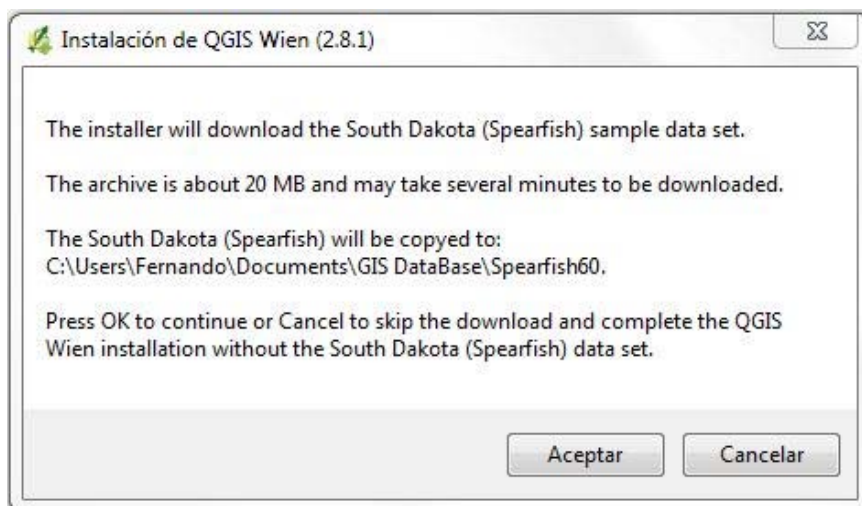 Instalación de QGIS Wien (2.8.1)
The installer will download the South Dakota (Spearfish) sample data set.
The archive is about 20 MB and may take several minutes to be downloaded.
The South Dakota (Spearfish) will be copyed to:
C:\Users\Fernando\Documents\GIS DataBase\Spearfish60.
Press OK to continue or Cancel to skip the download and complete the QGIS
Wien installation without the South Dakota (Spearfish) data set.
Aceptar
Cancelar